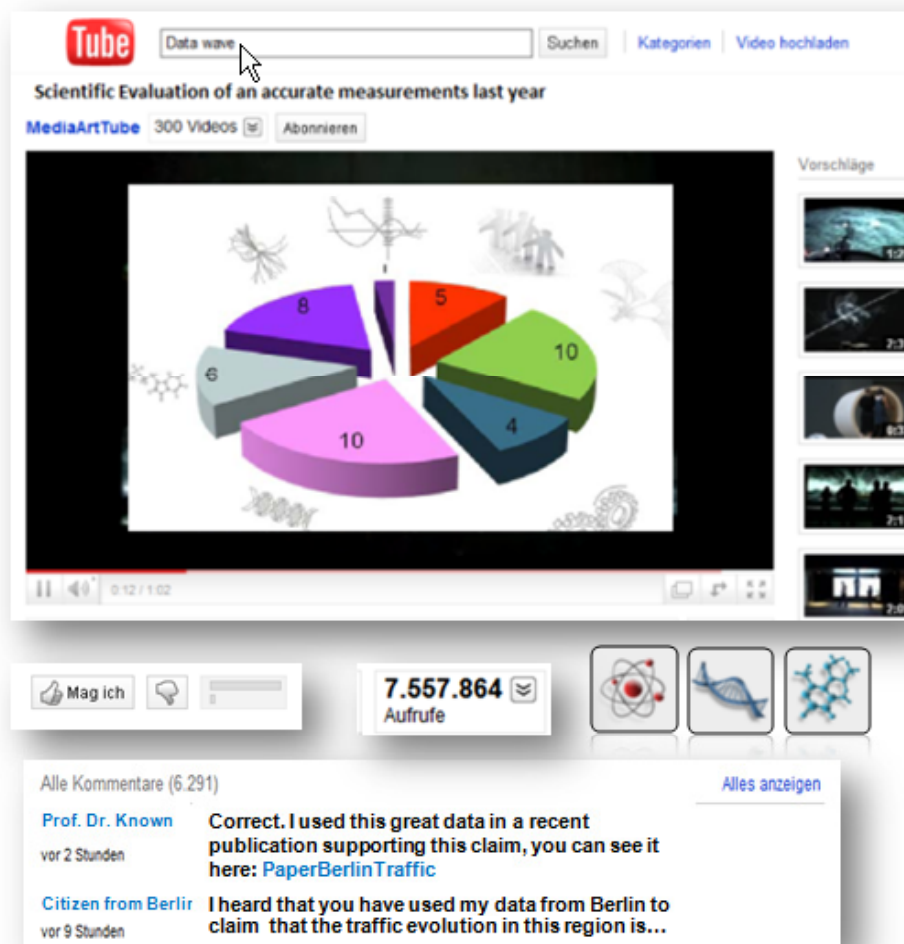 Tube
Data wave
Suchen
Kategorien
Video hochladen
Scientific Evaluation of an accurate measurements last year
MediaArtTube
300 Videos
Abonnieren
Vorschläge
8
5
10
6
10
4
0:12 / 1:02
Mag ich
7.557.864
Aufrufe
Alle Kommentare (6.291)
Alles anzeigen
Prof. Dr. Known
Correct. I used this great data in a recent
vor 2 Stunden
publication supporting this claim, you can see it
here: PaperBerlinTraffic
Citizen from Berlin
I heard that you have used my data from Berlin to
vor 9 Stunden
claim that the traffic evolution in this region is...